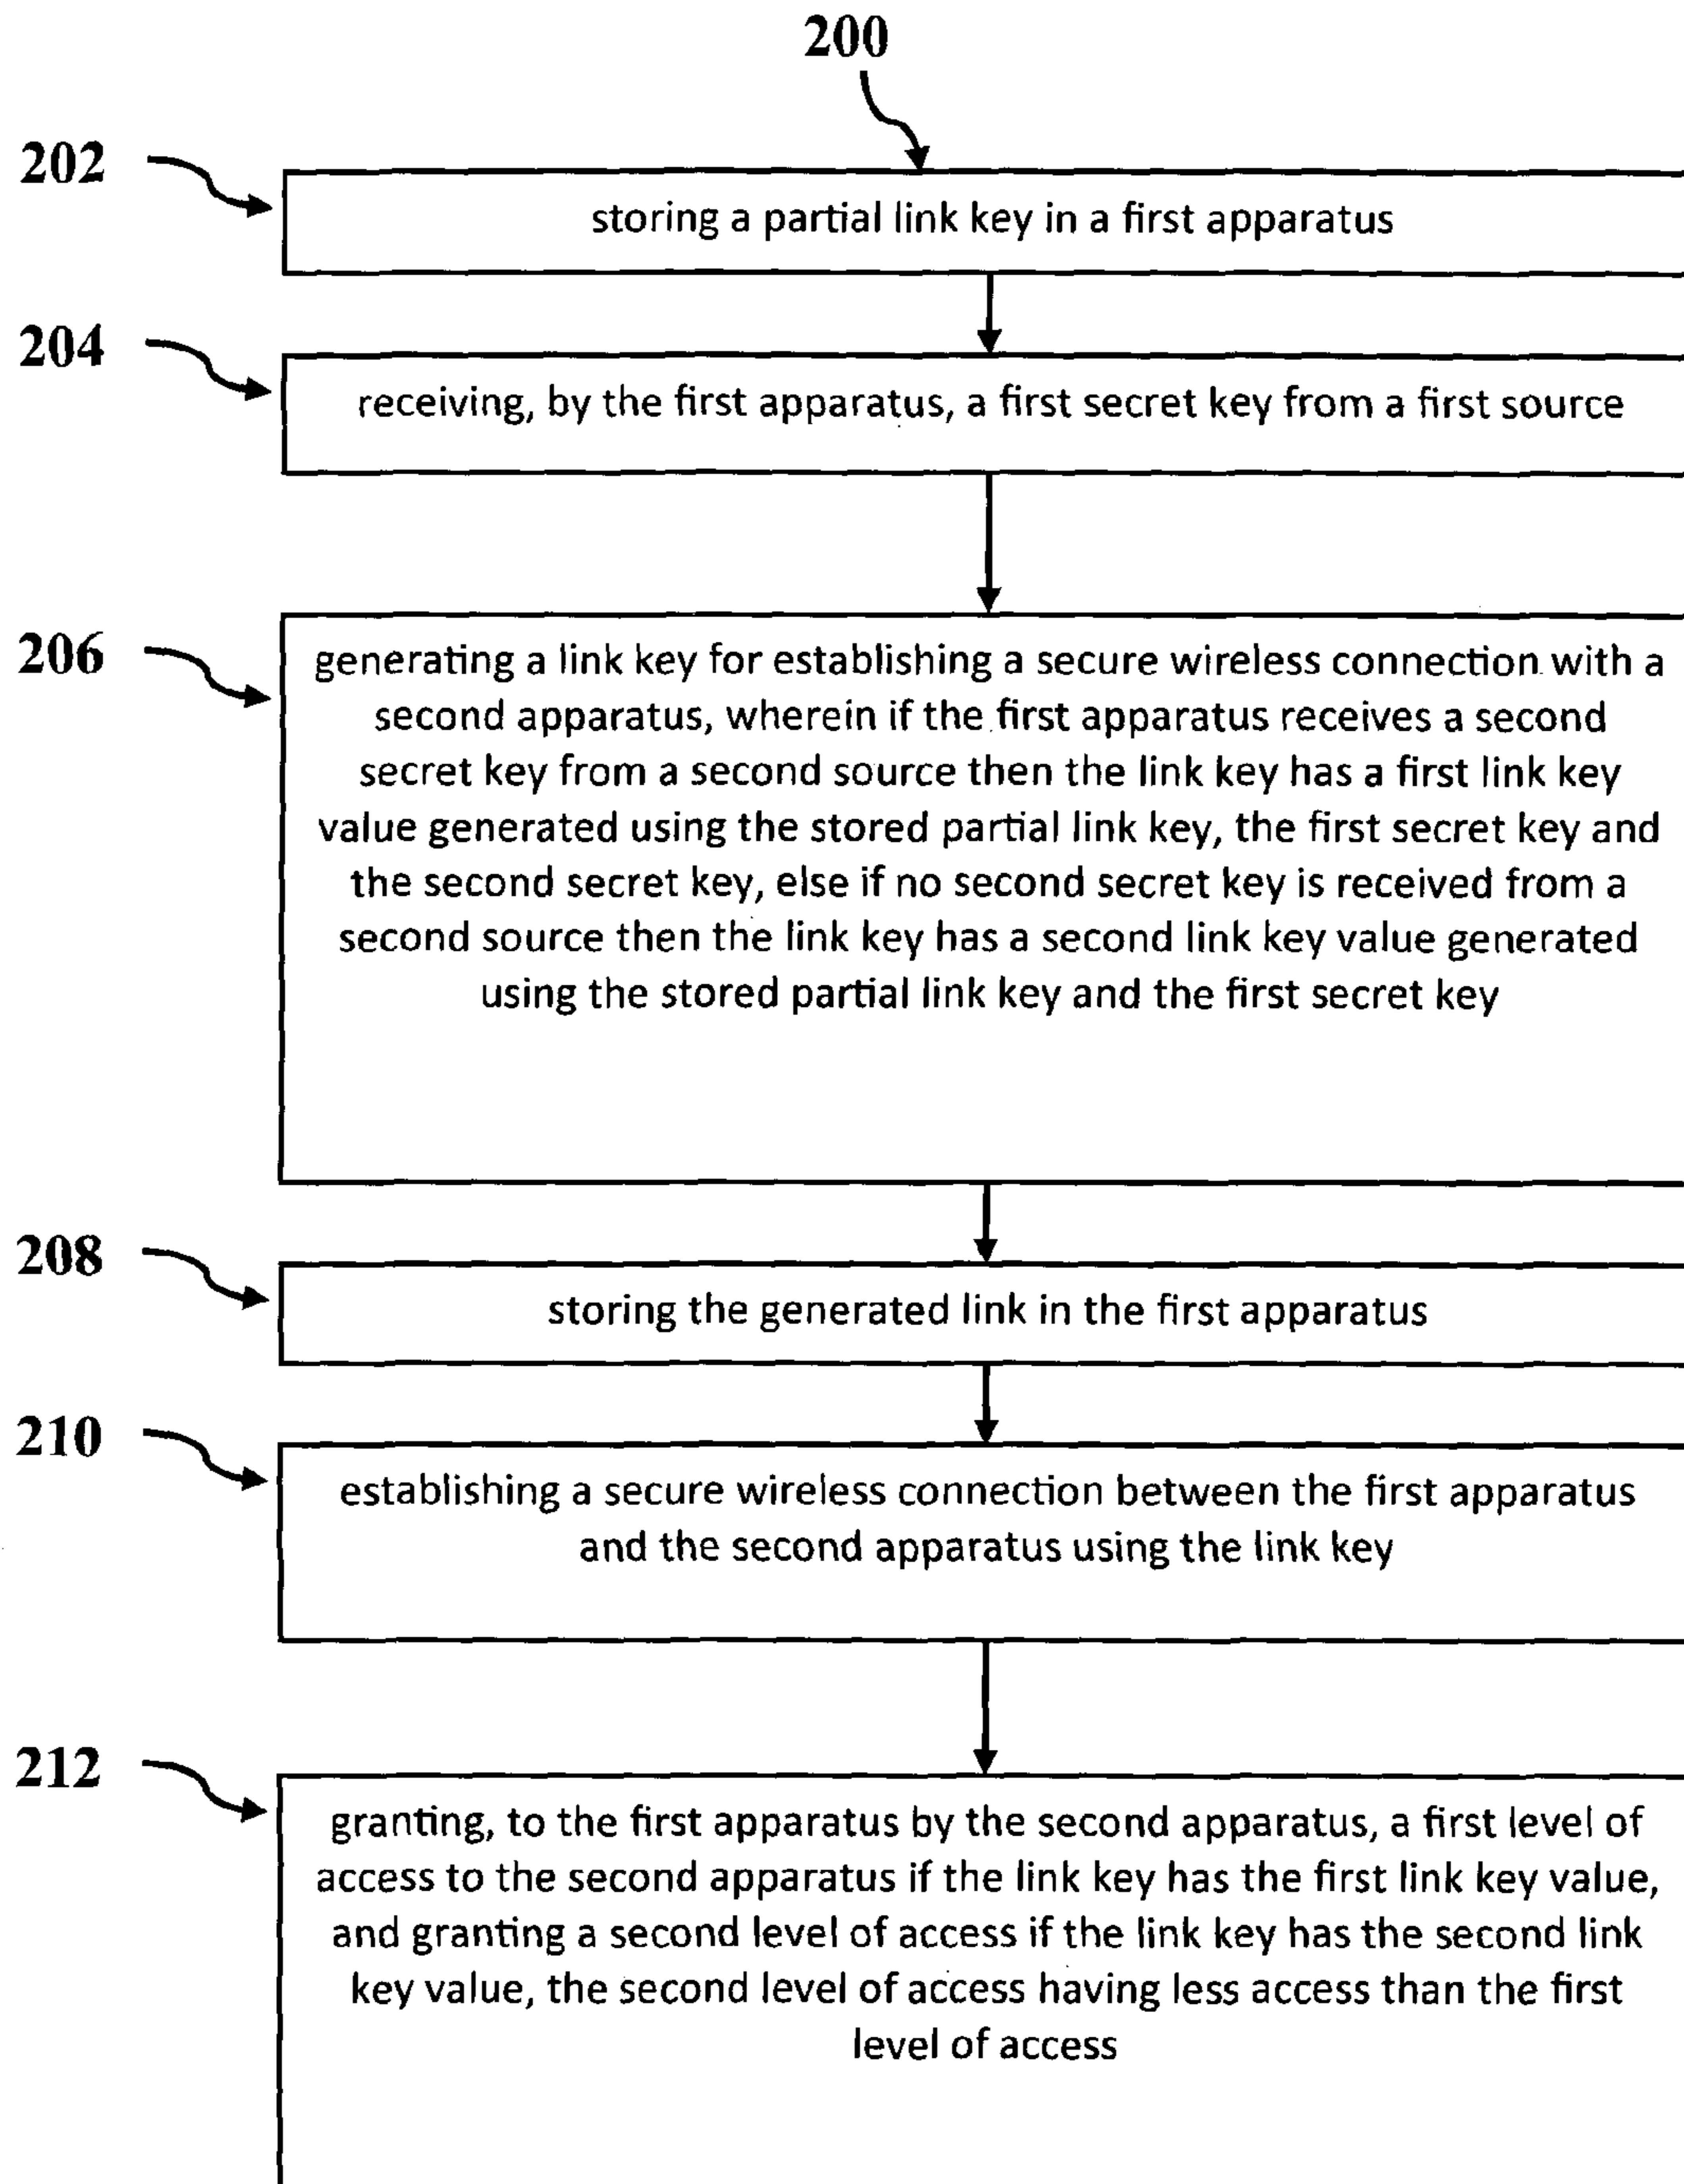 200
202
storing a partial link key in a first apparatus
204
receiving, by the first apparatus, a first secret key from a first source
206
generating a link key for establishing a secure wireless connection with a
second apparatus, wherein if the first apparatus receives a second
secret key from a second source then the link key has a first link key
value generated using the stored partial link key, the first secret key and
the second secret key, else if no second secret key is received from a
second source then the link key has a second link key value generated
using the stored partial link key and the first secret key
208
storing the generated link in the first apparatus
210
establishing a secure wireless connection between the first apparatus
and the second apparatus using the link key
212
granting, to the first apparatus by the second apparatus, a first level of
access to the second apparatus if the link key has the first link key value,
and granting a second level of access if the link key has the second link
key value, the second level of access having less access than the first
level of access